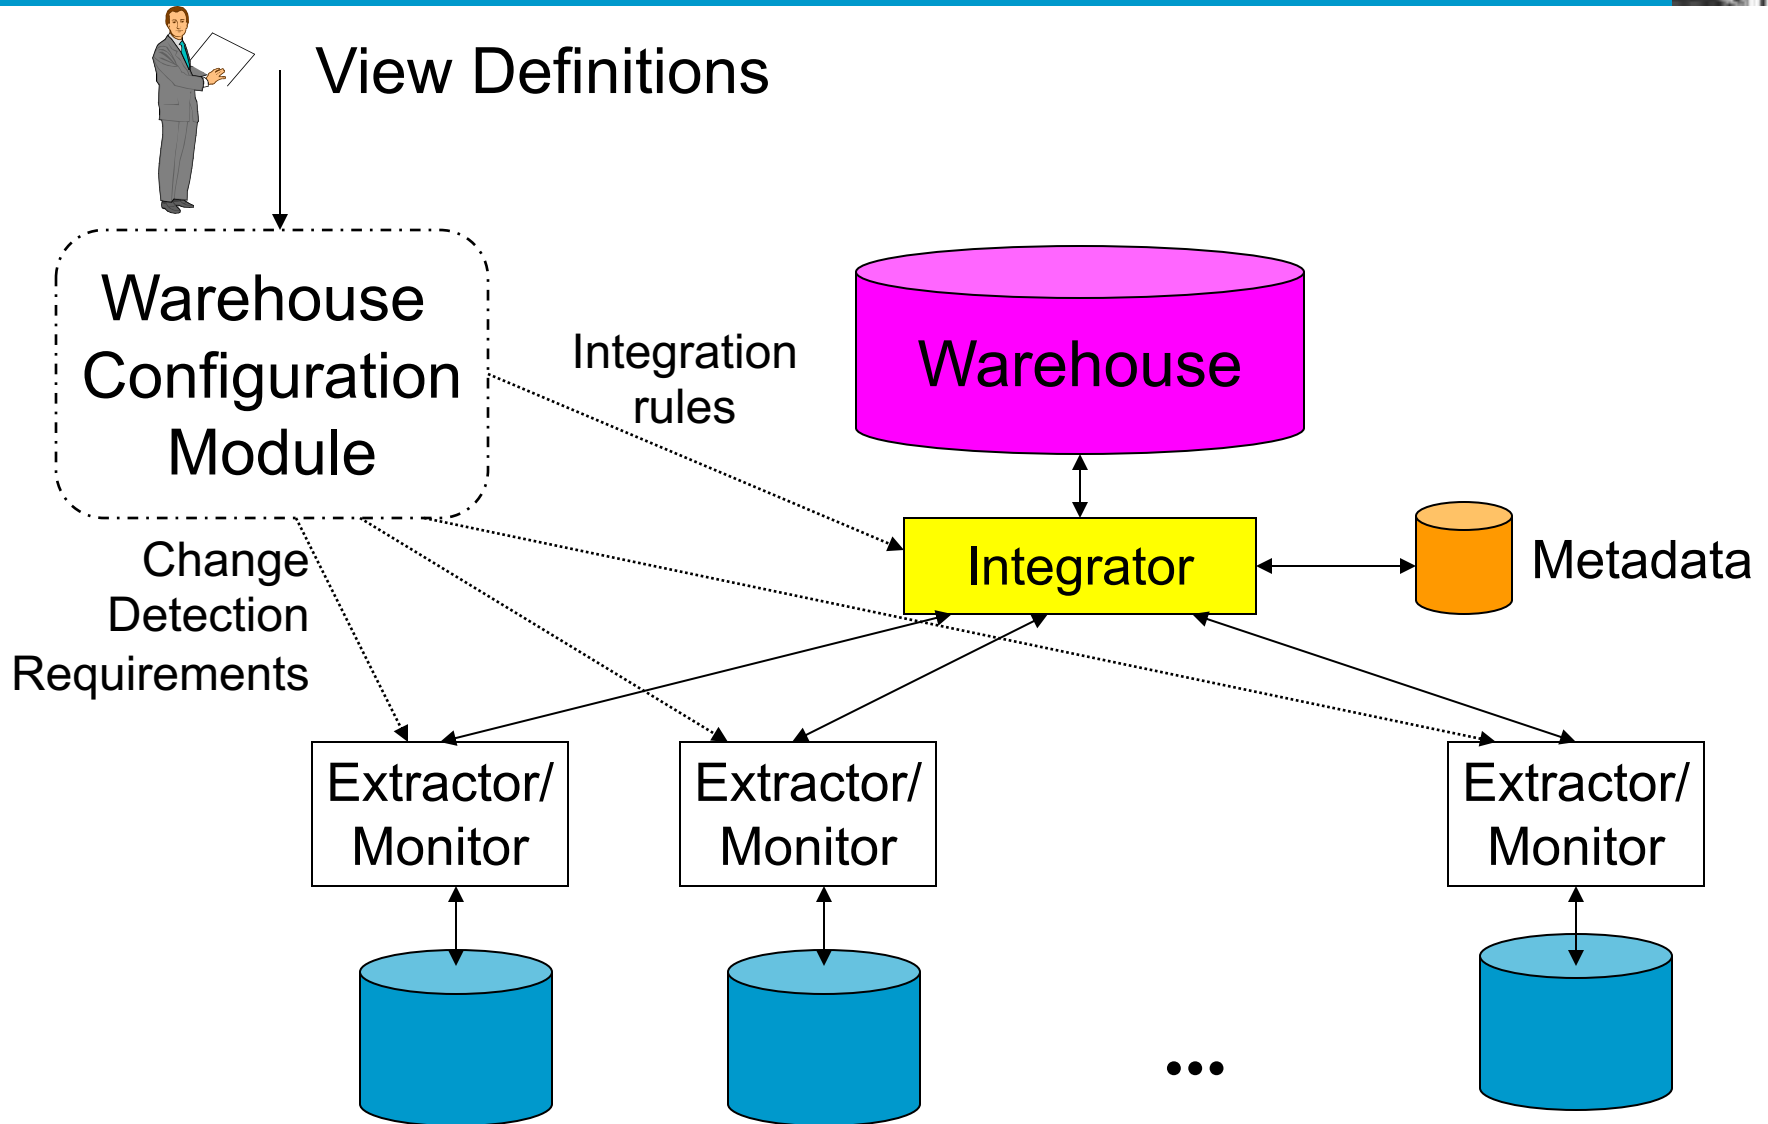 View Definitions
Warehouse
Configuration
Module
Integration
rules
Warehouse
Change
Detection
Requirements
Integrator
Metadata
Extractor/
Monitor
Extractor/
Monitor
Extractor/
Monitor
...